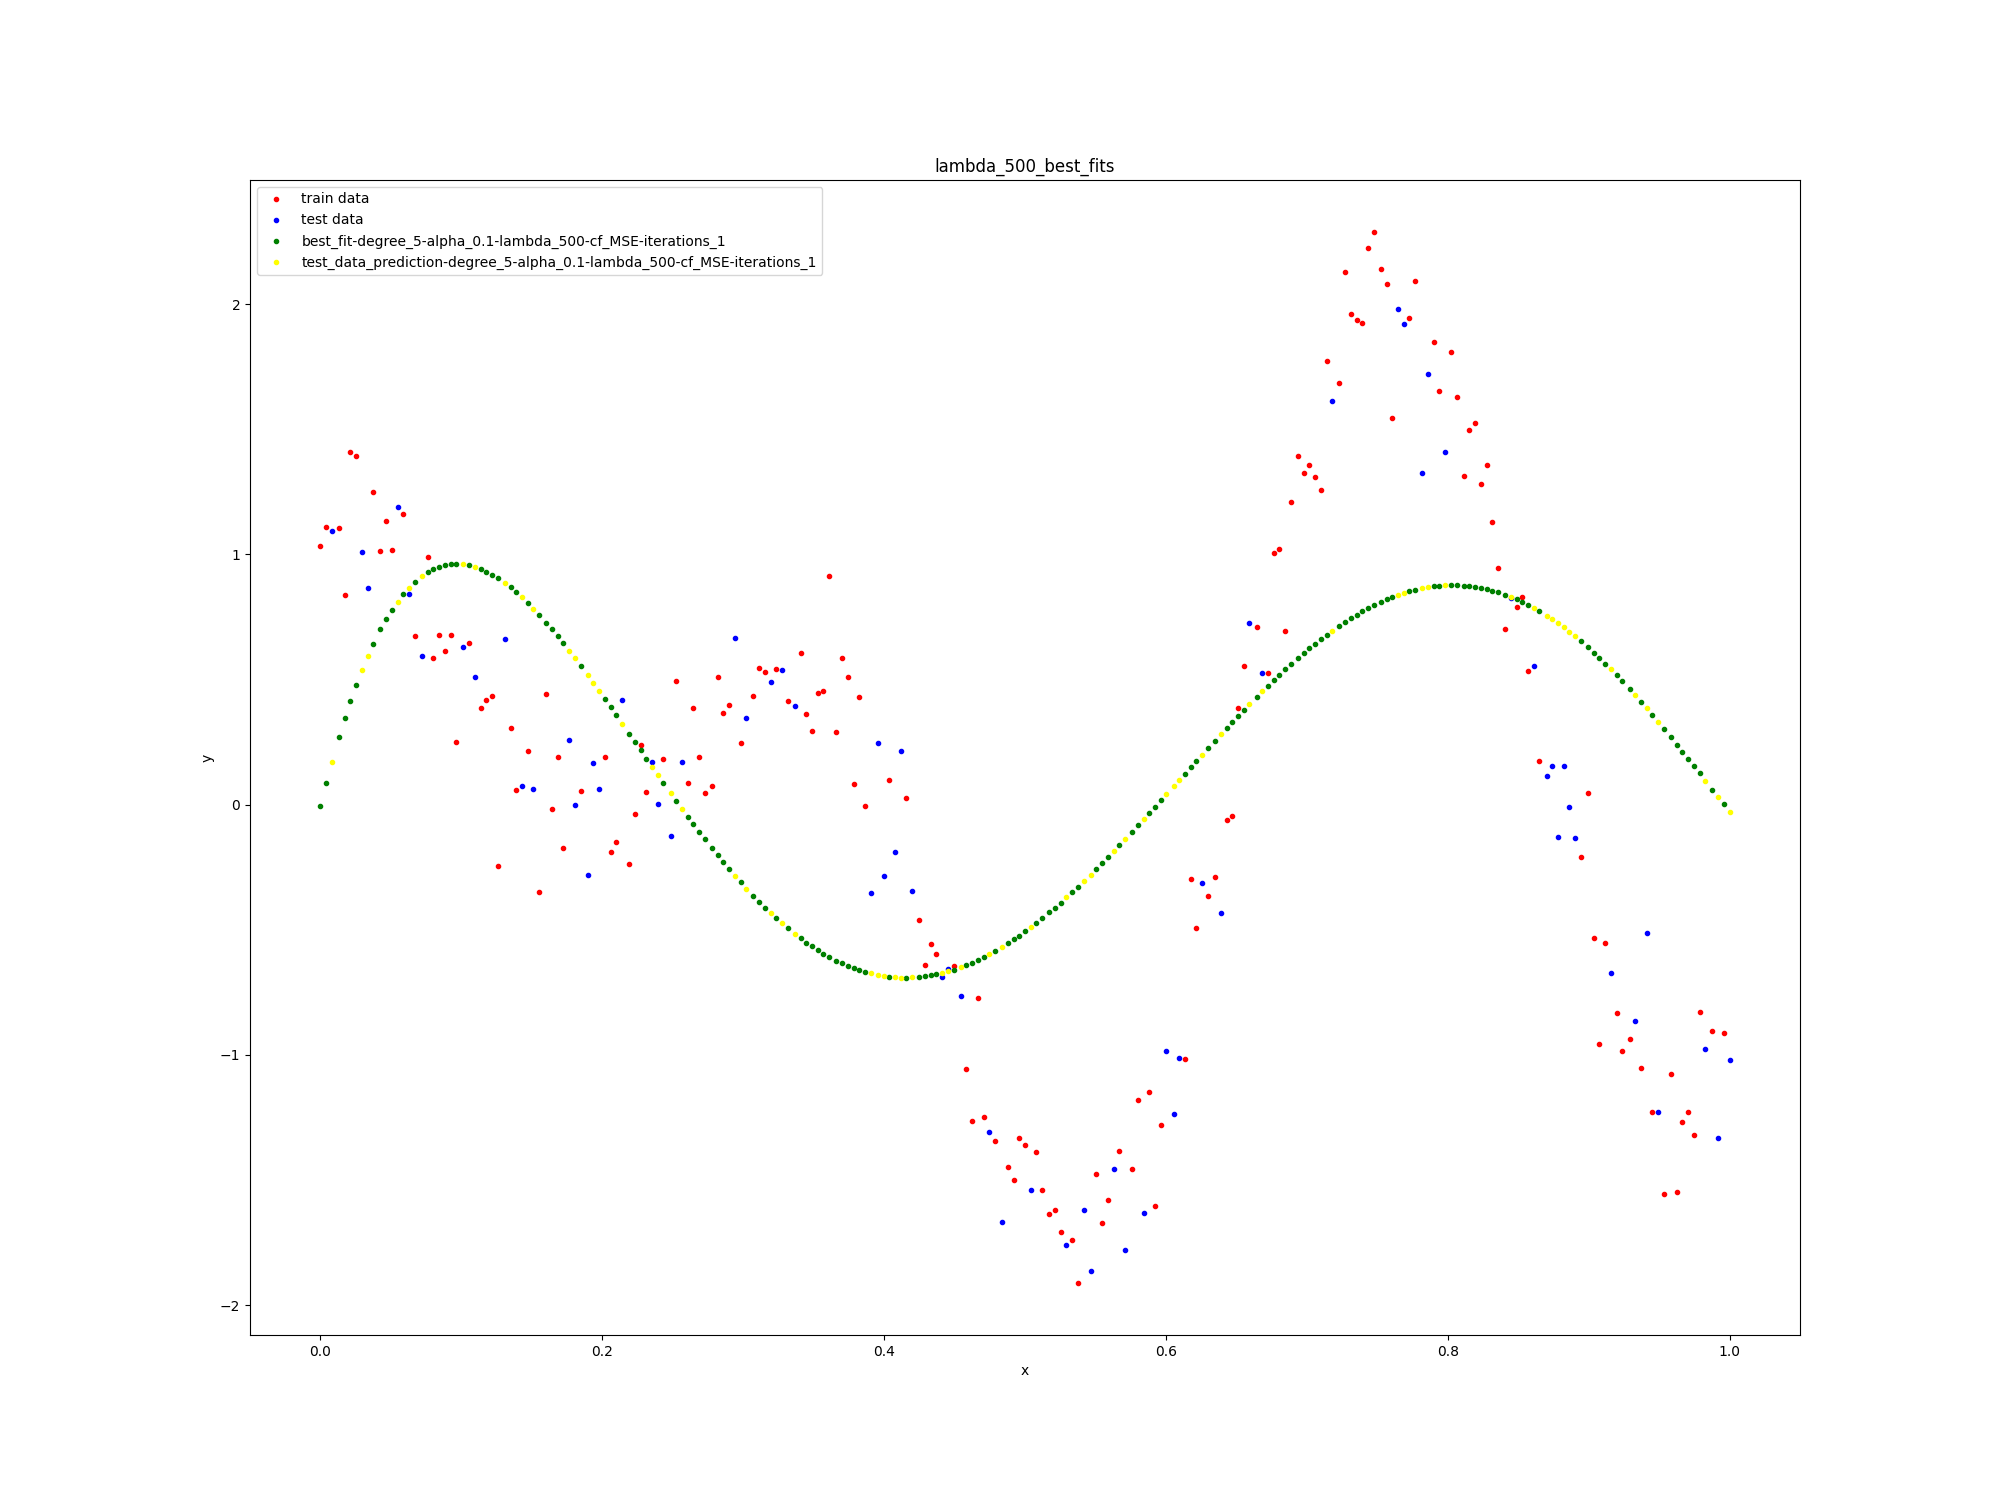 lambda_500_best_fits
train data
test data
best_fit-degree_5-alpha_0.1-lambda_500-cf_MSE-iterations_1
test_data_prediction-degree_5-alpha_0.1-lambda_500-cf_MSE-iterations_1
2
1
0
−1
−2
y
0.0 0.2 0.4 0.6 0.8 1.0
x